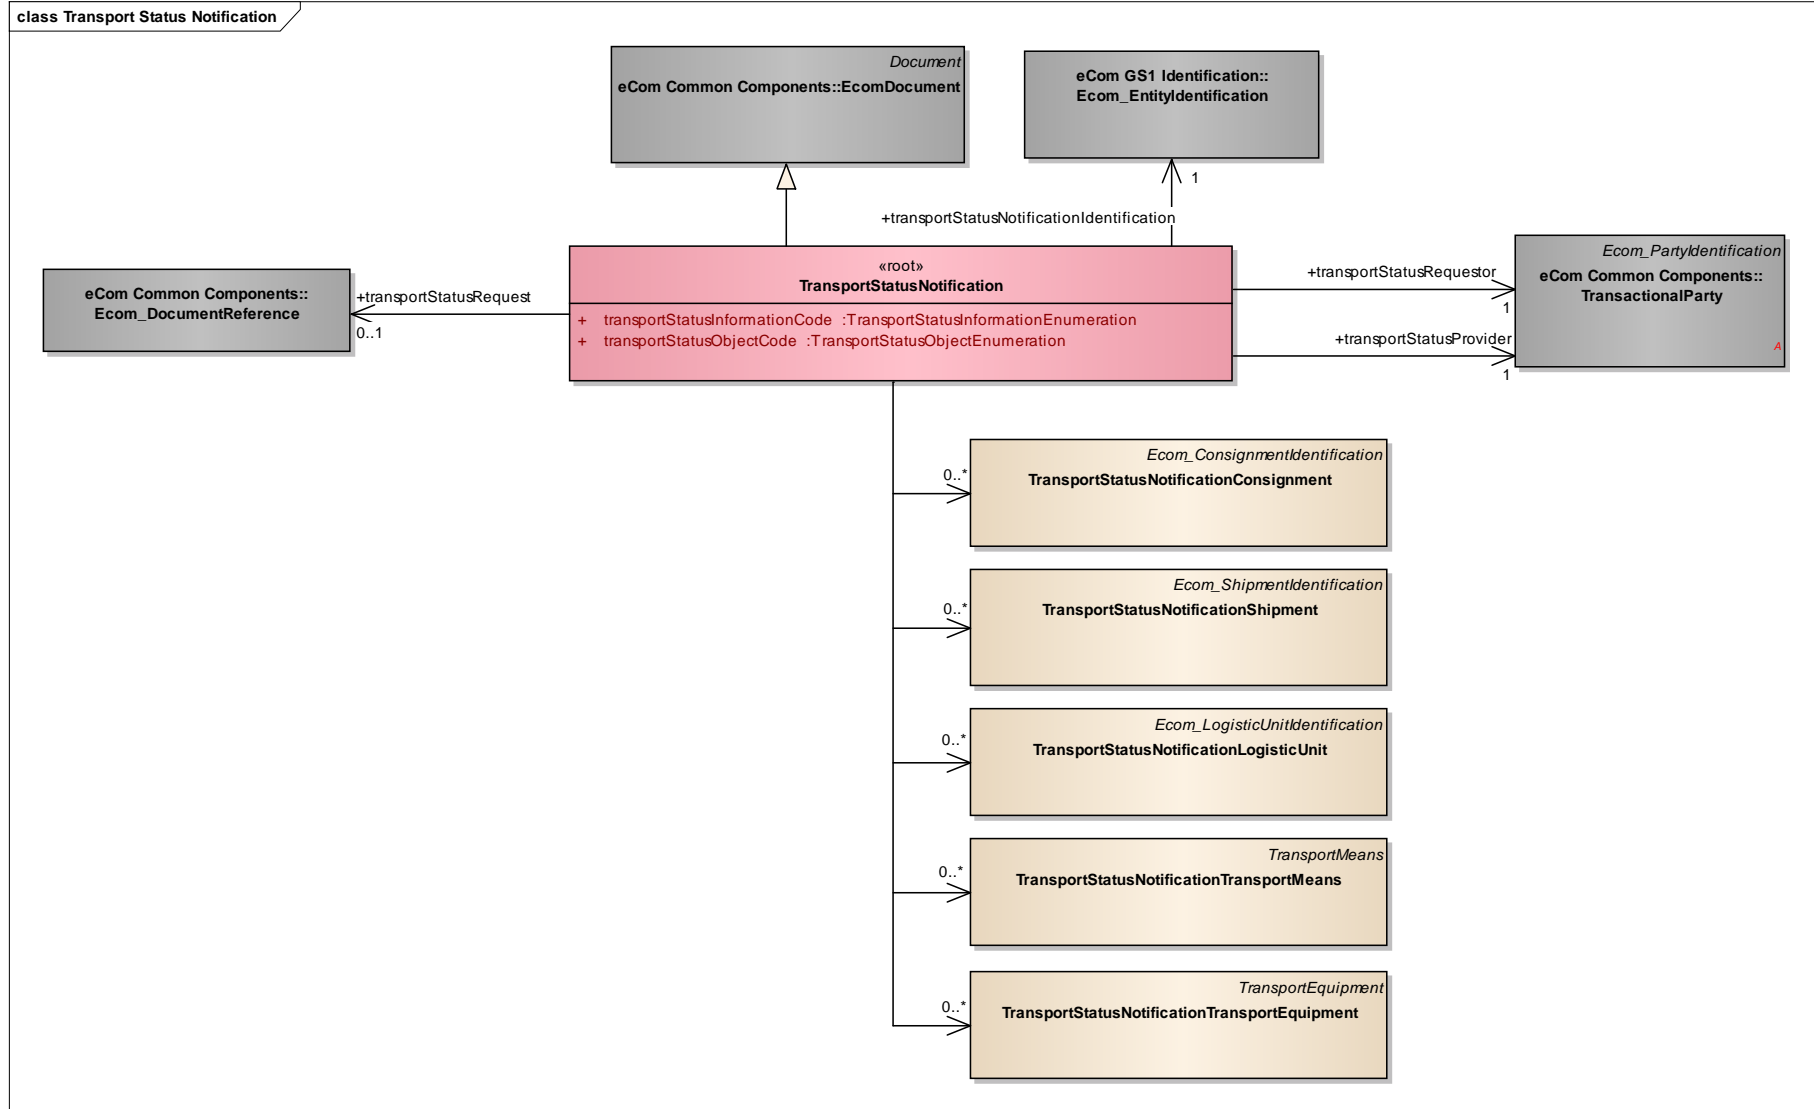 class Transport Status Notification
Document
eCom Common Components::EcomDocument
eCom GS1 Identification::
Ecom_EntityIdentification
1
+transportStatusNotificationIdentification
eCom Common Components::
Ecom_DocumentReference
+transportStatusRequest
0..1
«root»
TransportStatusNotification
+ transportStatusInformationCode :TransportStatusInformationEnumeration
+ transportStatusObjectCode :TransportStatusObjectEnumeration
+transportStatusRequestor
1
+transportStatusProvider
1
Ecom_PartyIdentification
eCom Common Components::
TransactionalParty
A
0..*
Ecom_ConsignmentIdentification
TransportStatusNotificationConsignment
0..*
Ecom_ShipmentIdentification
TransportStatusNotificationShipment
0..*
Ecom_LogisticUnitIdentification
TransportStatusNotificationLogisticUnit
0..*
TransportMeans
TransportStatusNotificationTransportMeans
0..*
TransportEquipment
TransportStatusNotificationTransportEquipment